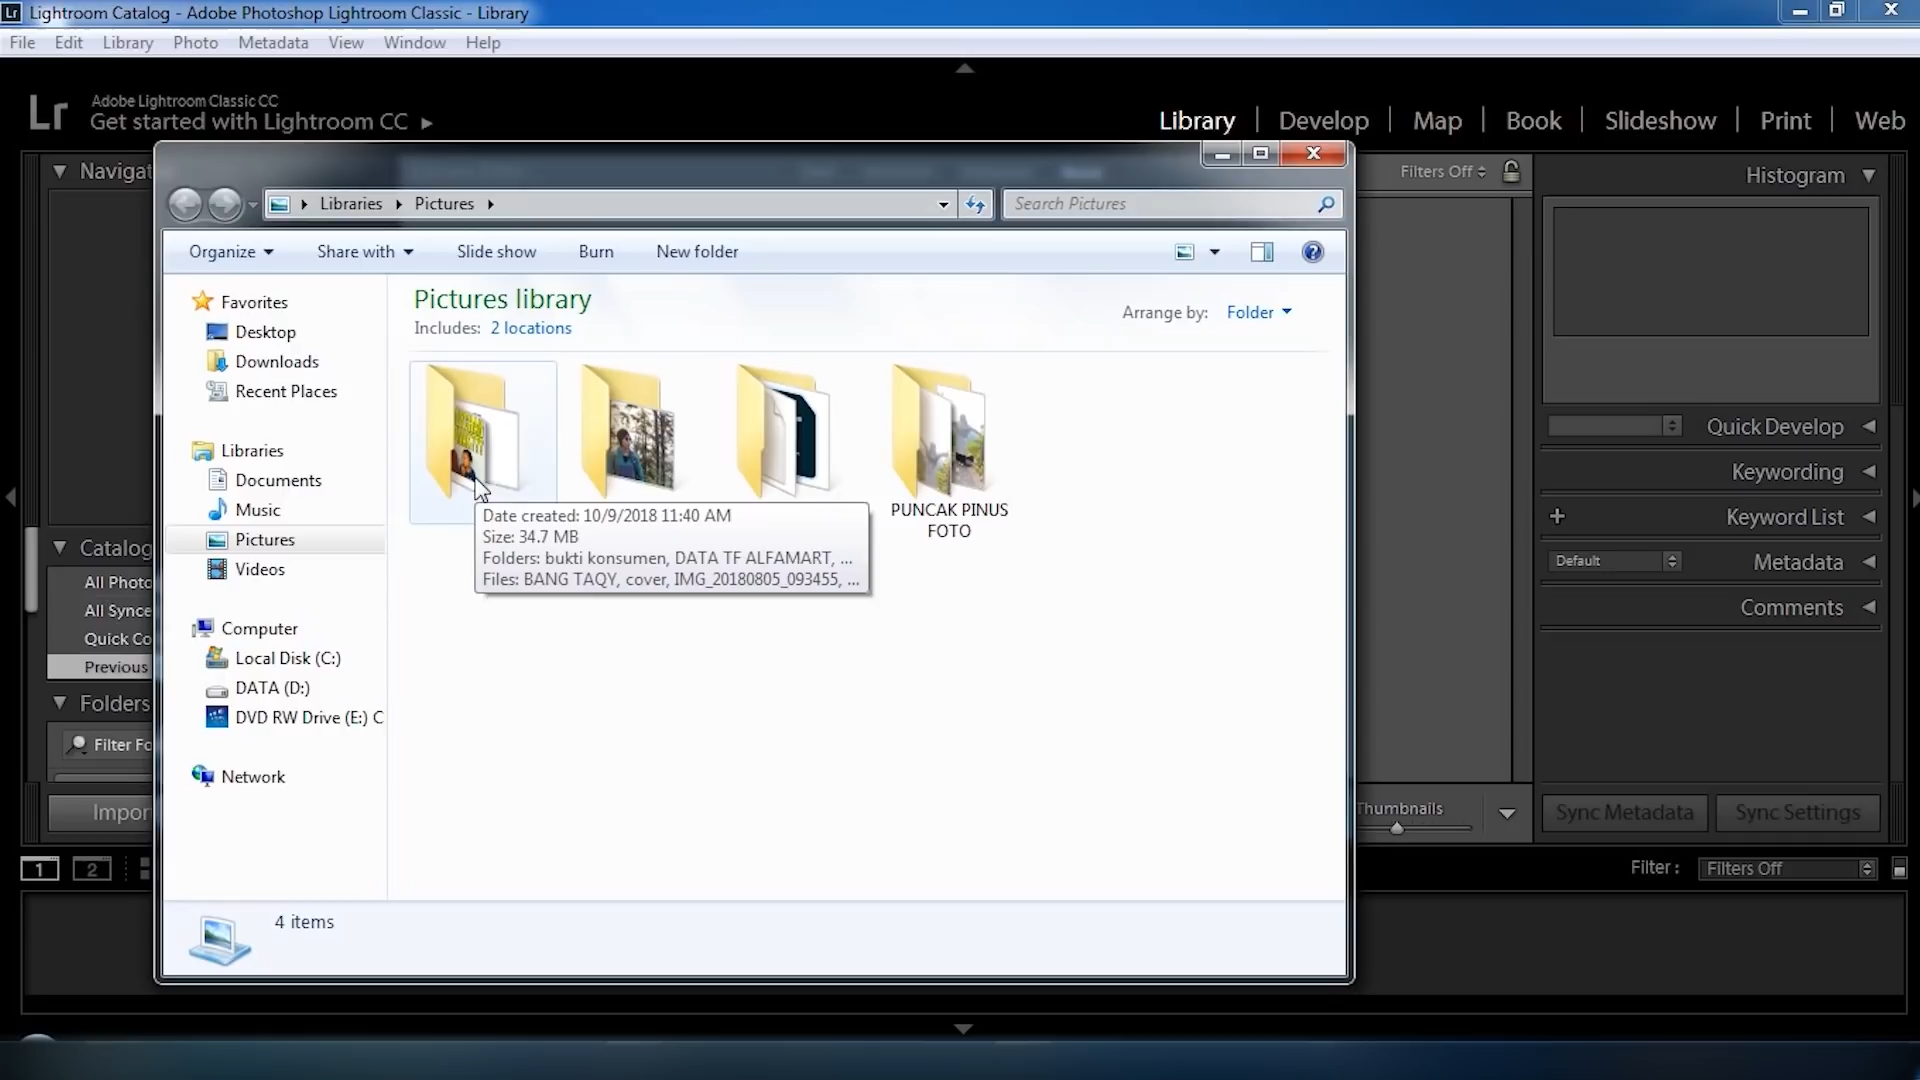 Lr Lightroom Catalog - Adobe Photoshop Lightroom Classic - Library
File Edit Library Photo Metadata View Window Help
Lr Adobe Lightroom Classic CC
Get started with Lightroom CC
Library | Develop | Map | Book | Slideshow | Print | Web
Navigat
Filters Off
Histogram
Libraries Pictures
Search Pictures
Organize Share with Slide show Burn New folder
Pictures library
Includes: 2 locations
Arrange by: Folder
Favorites
Desktop
Downloads
Recent Places
Libraries
Documents
Music
Pictures
Videos
Computer
Local Disk (C:)
DATA (D:)
DVD RW Drive (E:) C
Network
PUNCAK PINUS
FOTO
Date created: 10/9/2018 11:40 AM
Size: 34.7 MB
Folders: bukti konsumen, DATA TF ALFAMART, ...
Files: BANG TAQY, cover, IMG_20180805_093455, ...
4 items
Catalog
All Photo
All Synce
Quick Co
Previous
Folders
Filter Fo
Impor
Quick Develop
Keywording
+ Keyword List
Default Metadata
Comments
Thumbnails
Sync Metadata Sync Settings
1 2
Filter : Filters Off